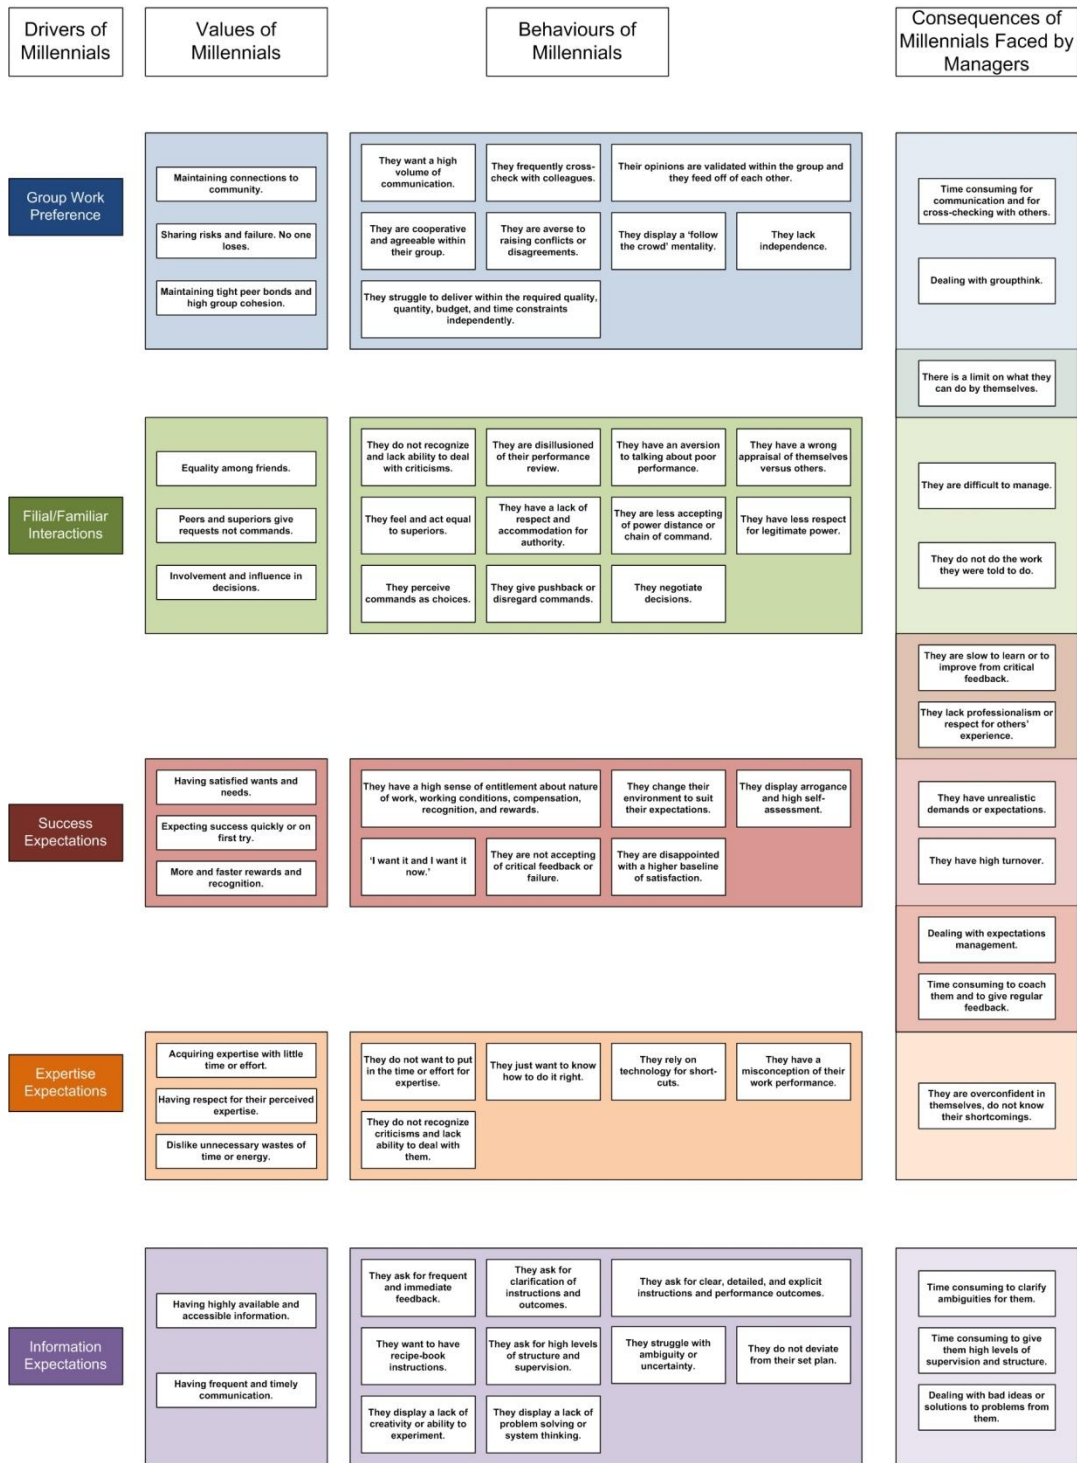 Drivers of
Millennials
Values of
Millennials
Behaviours of
Millennials
Consequences of
Millennials Faced by
Managers
Group Work
Preference
Maintaining connections to
community.
Sharing risks and failure. No one
loses.
Maintaining tight peer bonds and
high group cohesion.
They want a high
volume of
communication.
They frequently cross-
check with colleagues.
Their opinions are validated within the group and
they feed off of each other.
They are cooperative
and agreeable within
their group.
They are averse to
raising conflicts or
disagreements.
They display a ‘follow
the crowd’ mentality.
They lack
independence.
They struggle to deliver within the required quality,
quantity, budget, and time constraints
independently.
Time consuming for
communication and for
cross-checking with others.
Dealing with groupthink.
There is a limit on what they
can do by themselves.
Filial/Familiar
Interactions
Equality among friends.
Peers and superiors give
requests not commands.
Involvement and influence in
decisions.
They do not recognize
and lack ability to deal
with criticisms.
They are disillusioned
of their performance
review.
They have an aversion
to talking about poor
performance.
They have a wrong
appraisal of themselves
versus others.
They feel and act equal
to superiors.
They have a lack of
respect and
accommodation for
authority.
They are less accepting
of power distance or
chain of command.
They have less respect
for legitimate power.
They perceive
commands as choices.
They give pushback or
disregard commands.
They negotiate
decisions.
They are difficult to manage.
They do not do the work
they were told to do.
They are slow to learn or to
improve from critical
feedback.
They lack professionalism or
respect for others’
experience.
Success
Expectations
Having satisfied wants and
needs.
Expecting success quickly or on
first try.
More and faster rewards and
recognition.
They have a high sense of entitlement about nature
of work, working conditions, compensation,
recognition, and rewards.
They change their
environment to suit
their expectations.
They display arrogance
and high self-
assessment.
‘I want it and I want it
now.’
They are not accepting
of critical feedback or
failure.
They are disappointed
with a higher baseline
of satisfaction.
They have unrealistic
demands or expectations.
They have high turnover.
Dealing with expectations
management.
Time consuming to coach
them and to give regular
feedback.
Expertise
Expectations
Acquiring expertise with little
time or effort.
Having respect for their perceived
expertise.
Dislike unnecessary wastes of
time or energy.
They do not want to put
in the time or effort for
expertise.
They just want to know
how to do it right.
They rely on
technology for short-
cuts.
They have a
misconception of their
work performance.
They do not recognize
criticisms and lack
ability to deal with
them.
They are overconfident in
themselves, do not know
their shortcomings.
Information
Expectations
Having highly available and
accessible information.
Having frequent and timely
communication.
They ask for frequent
and immediate
feedback.
They ask for
clarification of
instructions and
outcomes.
They ask for clear, detailed, and explicit
instructions and performance outcomes.
They want to have
recipe-book
instructions.
They ask for high levels
of structure and
supervision.
They struggle with
ambiguity or
uncertainty.
They do not deviate
from their set plan.
They display a lack of
creativity or ability to
experiment.
They display a lack of
problem solving or
system thinking.
Time consuming to clarify
ambiguities for them.
Time consuming to give
them high levels of
supervision and structure.
Dealing with bad ideas or
solutions to problems from
them.